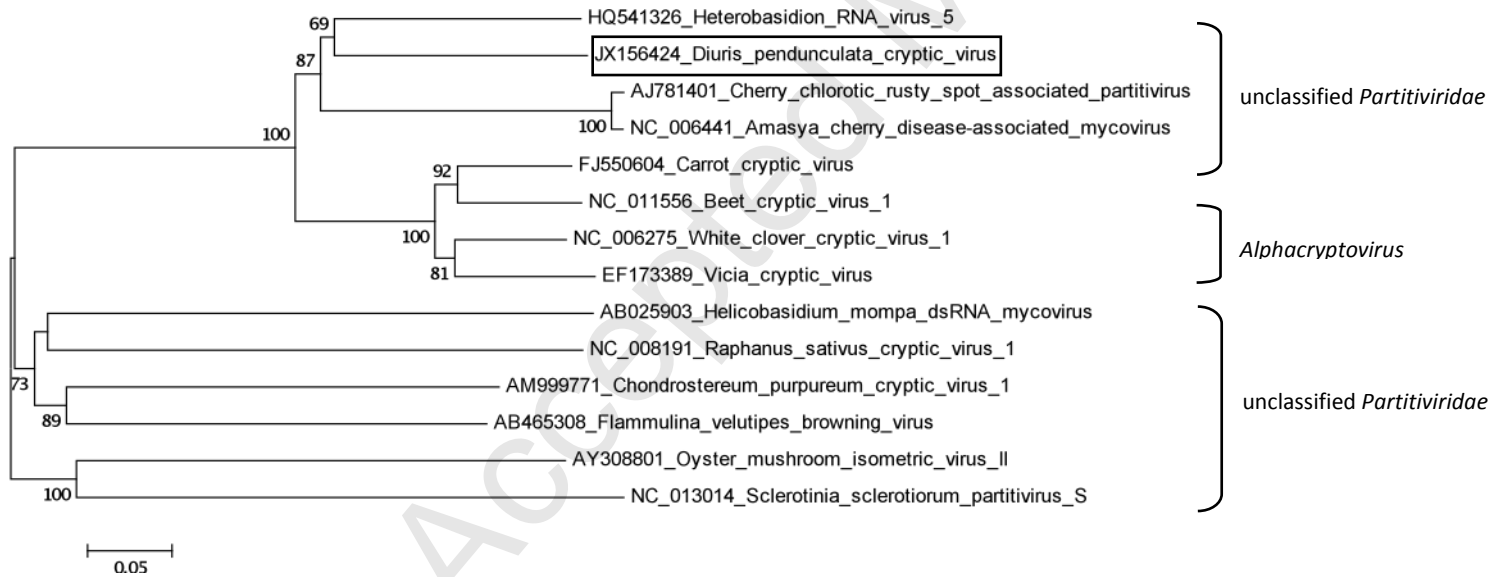 69
HQ541326_Heterobasidion_RNA_virus_5
87
JX156424_Diuris_pendunculata_cryptic_virus
AJ781401_Cherry_chlorotic_rusty_spot_associated_partitivirus
unclassified Partitiviridae
100
100
NC_006441_Amasya_cherry_disease-associated_mycovirus
92
FJ550604_Carrot_cryptic_virus
NC_011556_Beet_cryptic_virus_1
100
NC_006275_White_clover_cryptic_virus_1
Alphacryptovirus
81
EF173389_Vicia_cryptic_virus
AB025903_Helicobasidium_mompa_dsRNA_mycovirus
NC_008191_Raphanus_sativus_cryptic_virus_1
73
AM999771_Chondrostereum_purpureum_cryptic_virus_1
unclassified Partitiviridae
89
AB465308_Flammulina_velutipes_browning_virus
AY308801_Oyster_mushroom_isometric_virus_II
100
NC_013014_Sclerotinia_sclerotiorum_partitivirus_S
0.05
Accepted M